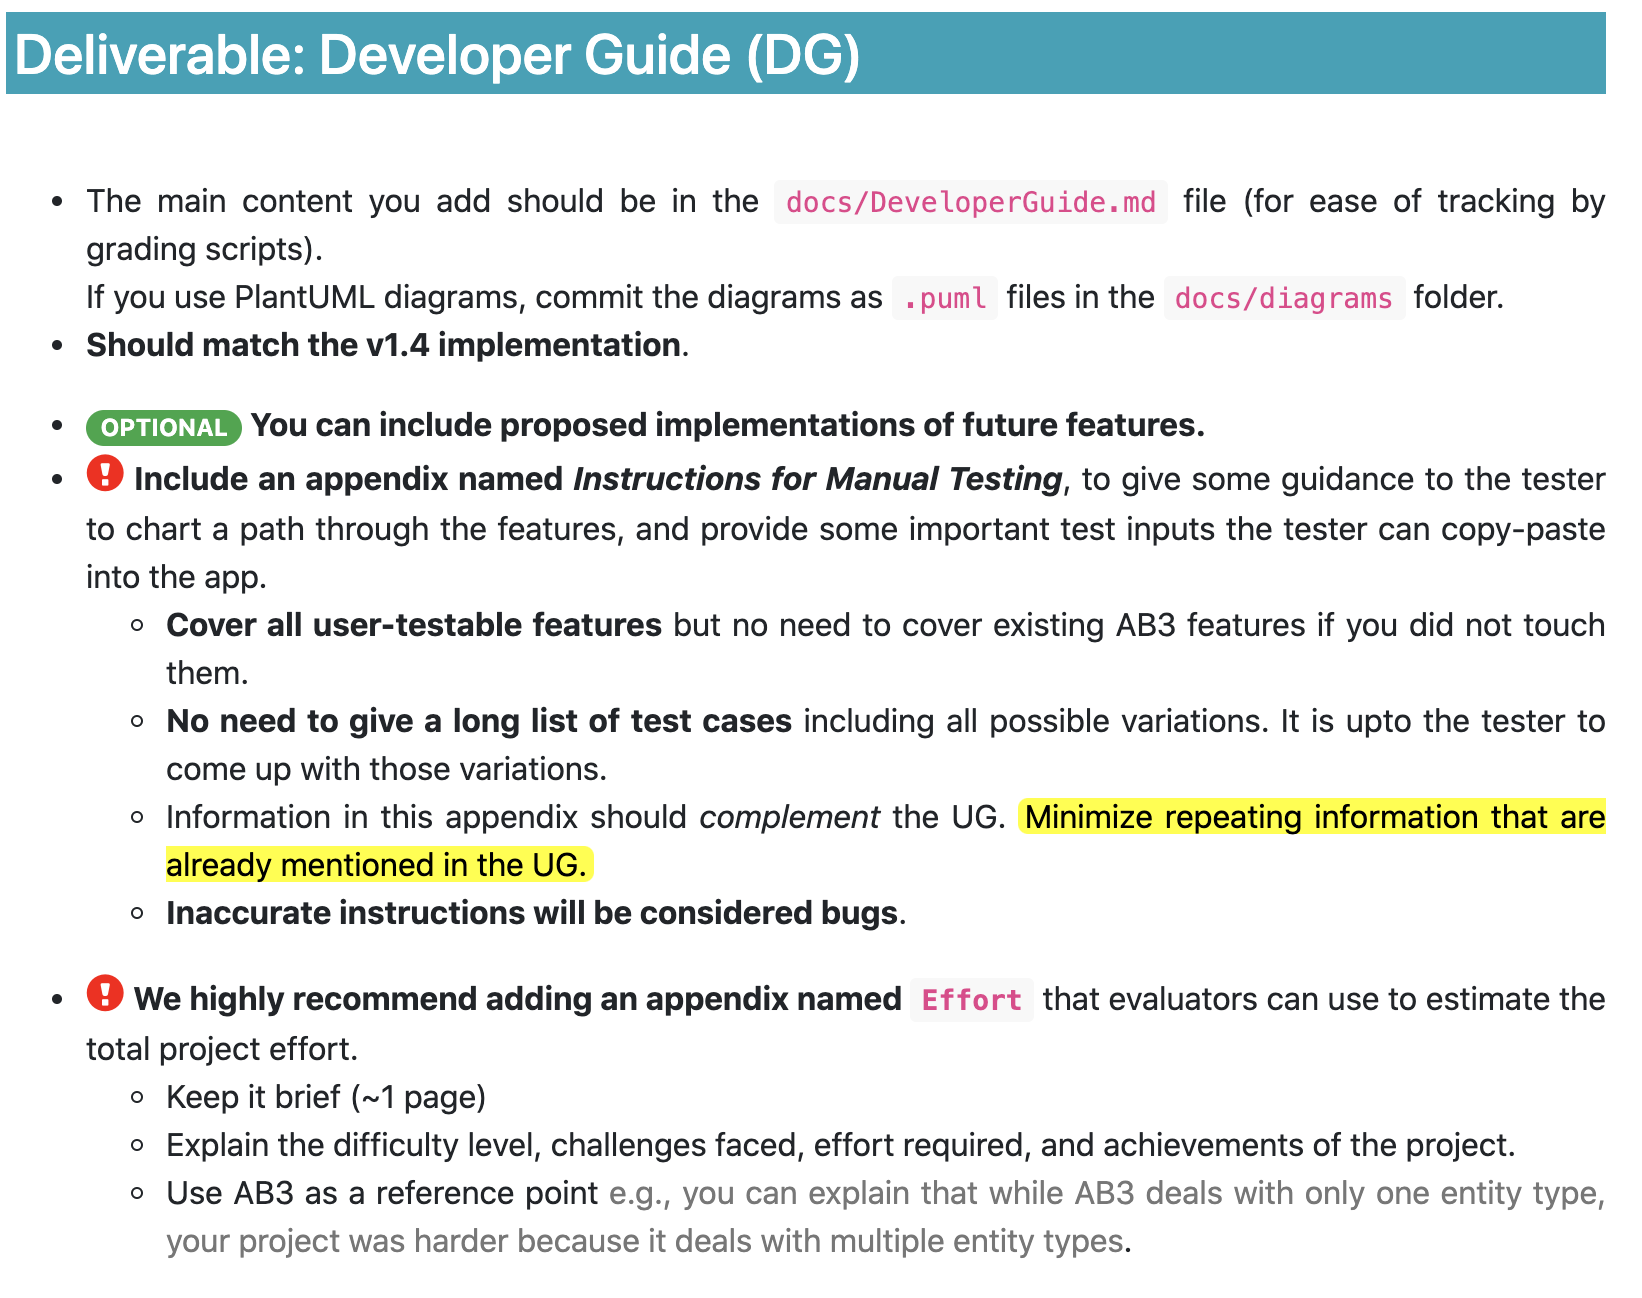 Deliverable: Developer Guide (DG)
The main content you add should be in the docs/DeveloperGuide.md file (for ease of tracking by
grading scripts).
If you use PlantUML diagrams, commit the diagrams as .puml files in the docs/diagrams folder.
Should match the v1.4 implementation.
OPTIONAL You can include proposed implementations of future features.
Include an appendix named Instructions for Manual Testing, to give some guidance to the tester
to chart a path through the features, and provide some important test inputs the tester can copy-paste
into the app.
Cover all user-testable features but no need to cover existing AB3 features if you did not touch
them.
No need to give a long list of test cases including all possible variations. It is upto the tester to
come up with those variations.
Information in this appendix should complement the UG. Minimize repeating information that are
already mentioned in the UG.
Inaccurate instructions will be considered bugs.
We highly recommend adding an appendix named Effort that evaluators can use to estimate the
total project effort.
Keep it brief (~1 page)
Explain the difficulty level, challenges faced, effort required, and achievements of the project.
Use AB3 as a reference point e.g., you can explain that while AB3 deals with only one entity type,
your project was harder because it deals with multiple entity types.